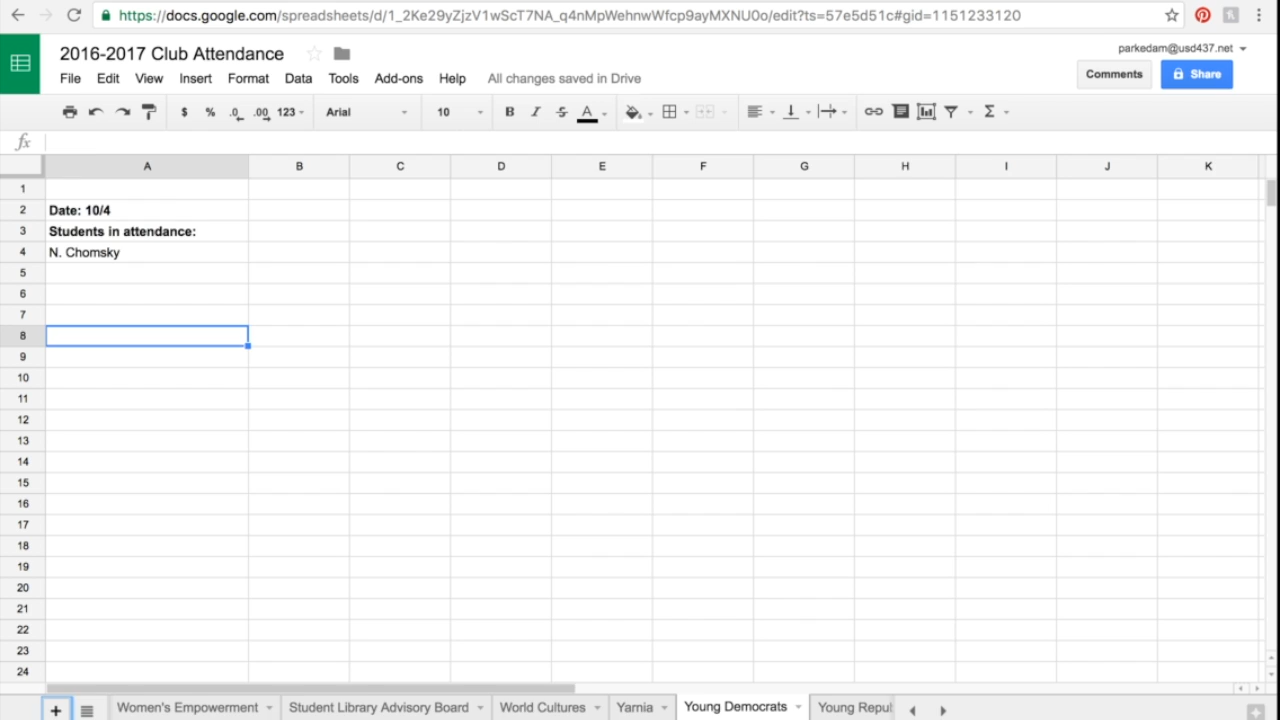 https://docs.google.com/spreadsheets/d/1_2Ke29yZjzV1wScT7NA_q4nMpWehnwWfcp9ayMXNU0o/edit?ts=57e5d51c#gid=1151233120
2016-2017 Club Attendance
parkedam@usd437.net
File Edit View Insert Format Data Tools Add-ons Help All changes saved in Drive
Comments Share
$ % .0 .00 123 Arial 10 B I S A Σ
fx
A B C D E F G H I J K
1
2 Date: 10/4
3 Students in attendance:
4 N. Chomsky
5
6
7
8
9
10
11
12
13
14
15
16
17
18
19
20
21
22
23
24
+ Women's Empowerment Student Library Advisory Board World Cultures Yarnia Young Democrats Young Repul